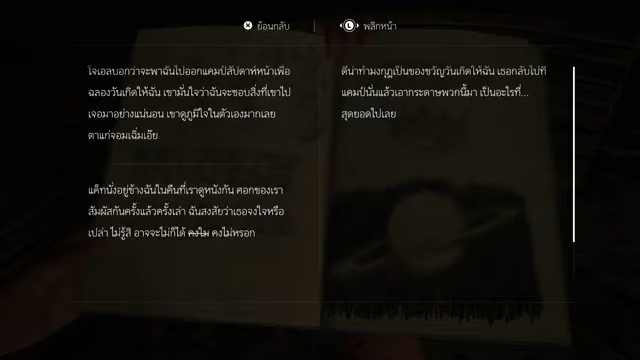 ย้อนกลับ
พลิกหน้า
โจเอลบอกว่าจะพาฉันไปออกแคมป์สัปดาห์หน้าเพื่อ
ฉลองวันเกิดให้ฉัน เขามั่นใจว่าฉันจะชอบสิ่งที่เขาไป
เจอมาอย่างแน่นอน เขาดูภูมิใจในตัวเองมากเลย
ตาแก่จอมเฉิ่มเอ๊ย
แค็ทนั่งอยู่ข้างฉันในคืนที่เราดูหนังกัน ศอกของเรา
สัมผัสกันครั้งแล้วครั้งเล่า ฉันสงสัยว่าเธอจงใจหรือ
เปล่า ไม่รู้สิ อาจจะไม่ก็ได้ คงไม่ คงไม่หรอก
ดีน่าทำมงกุฎเป็นของขวัญวันเกิดให้ฉัน เธอกลับไปที่
แคมป์นั่นแล้วเอากระดาษพวกนี้มา เป็นอะไรที่...
สุดยอดไปเลย